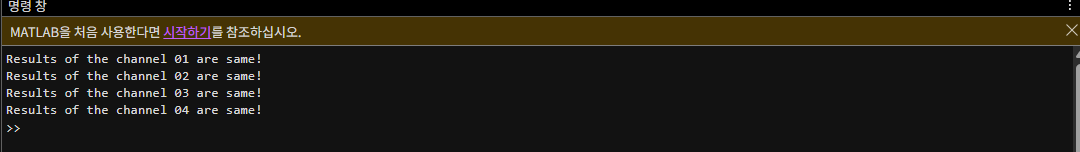 명령 창
MATLAB을 처음 사용한다면 시작하기를 참조하십시오.
Results of the channel 01 are same!
Results of the channel 02 are same!
Results of the channel 03 are same!
Results of the channel 04 are same!
>>